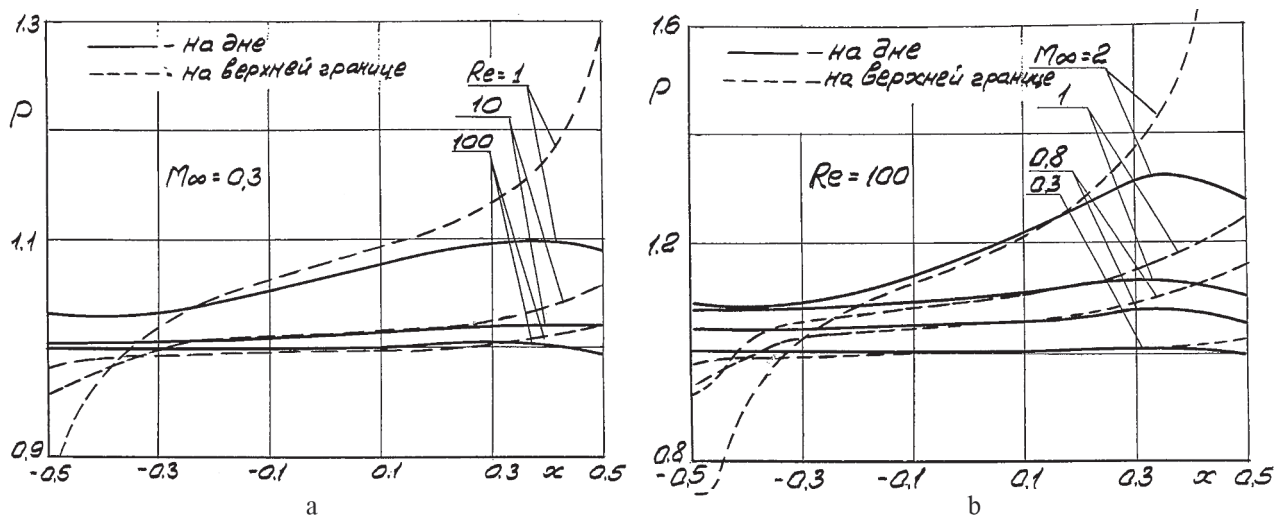 1.3
— на дне
--- на верхней границе
Re=1
10
100
P
M∞=0,3
1.1
0,9
-0,5
-0.3
-0,1
0.1
0.3
x
0.5
a
1.6
— на дне
--- на верхней границе
M∞=2
1
0,8
0.3
P
Re=100
1.2
0.8
-0,5
-0,3
-0,1
0.1
0.3
x
0,5
b